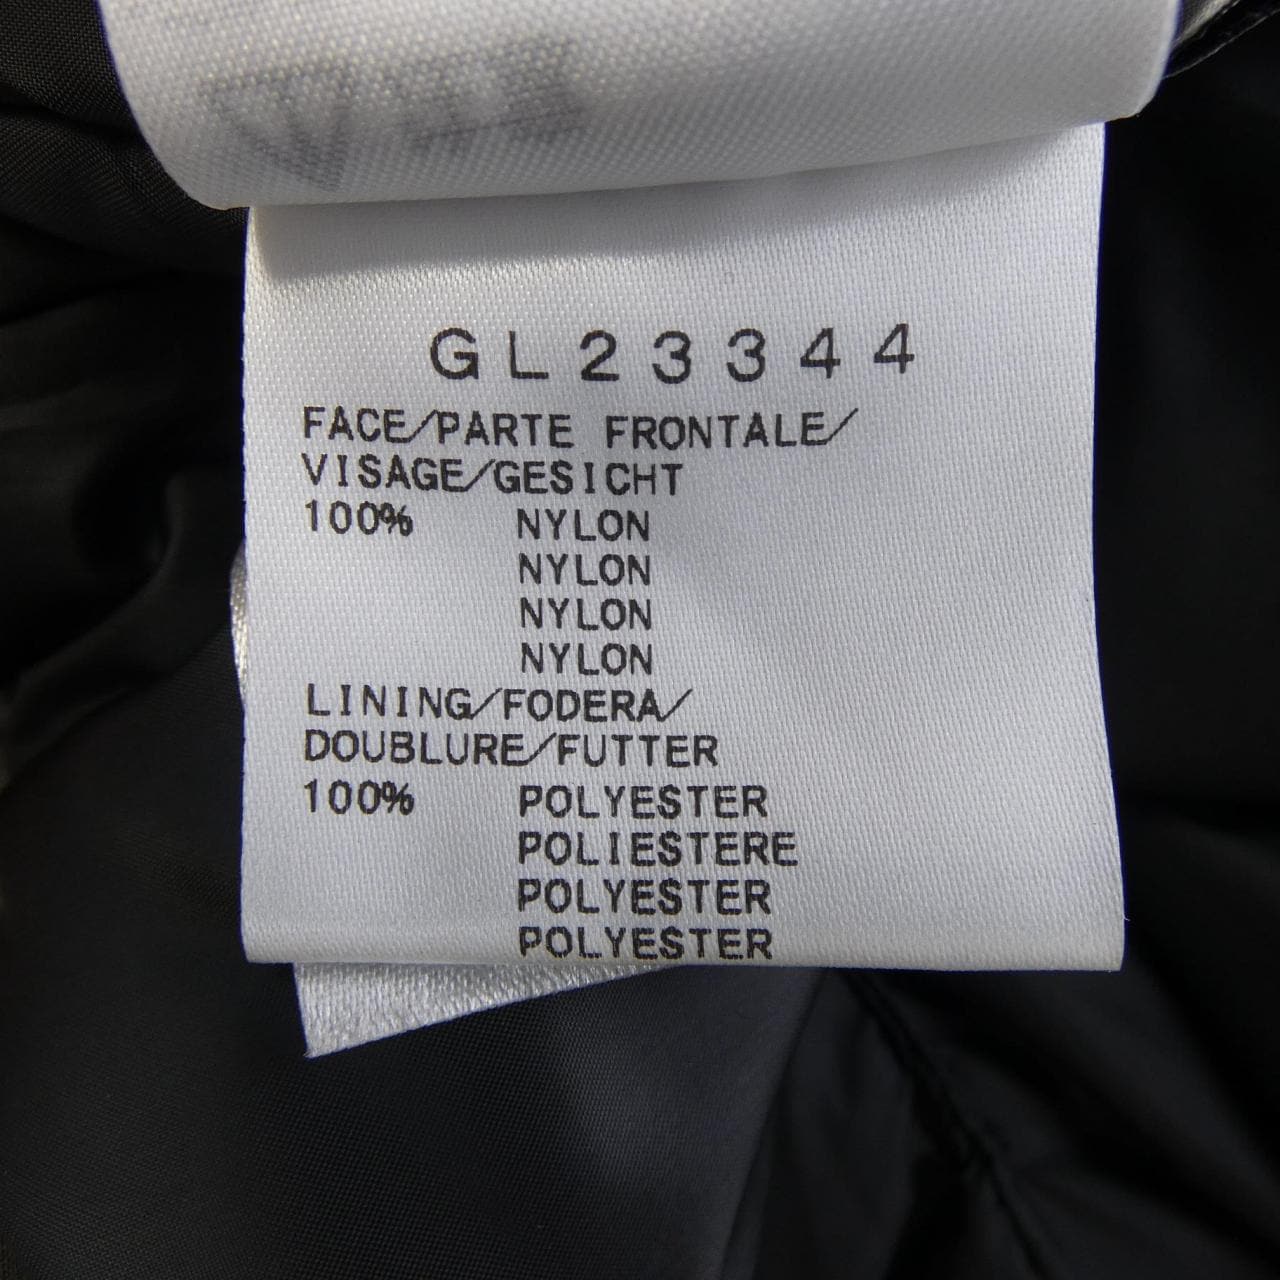 GL23344
FACE/PARTE FRONTALE/
VISAGE/GESICHT
100% NYLON
NYLON
NYLON
NYLON
LINING/FODERA/
DOUBLURE/FUTTER
100% POLYESTER
POLIESTERE
POLYESTER
POLYESTER